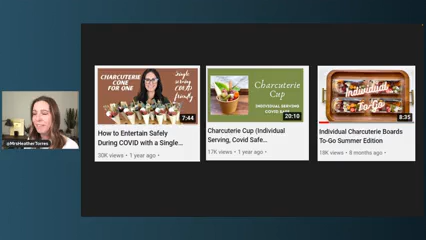 CHARCUTERIE
CONE
FOR ONE
Single
serving
COVID
friendly
7:44
How to Entertain Safely
During COVID with a Single...
30K views • 1 year ago
Charcuterie
Cup
INDIVIDUAL SERVING
20:10
Charcuterie Cup (Individual
Serving, Covid Safe...
17K views • 1 year ago
Individual
To-Go
8:35
Individual Charcuterie Boards
To-Go Summer Edition
18K views • 8 months ago
@MrsHeatherTorres